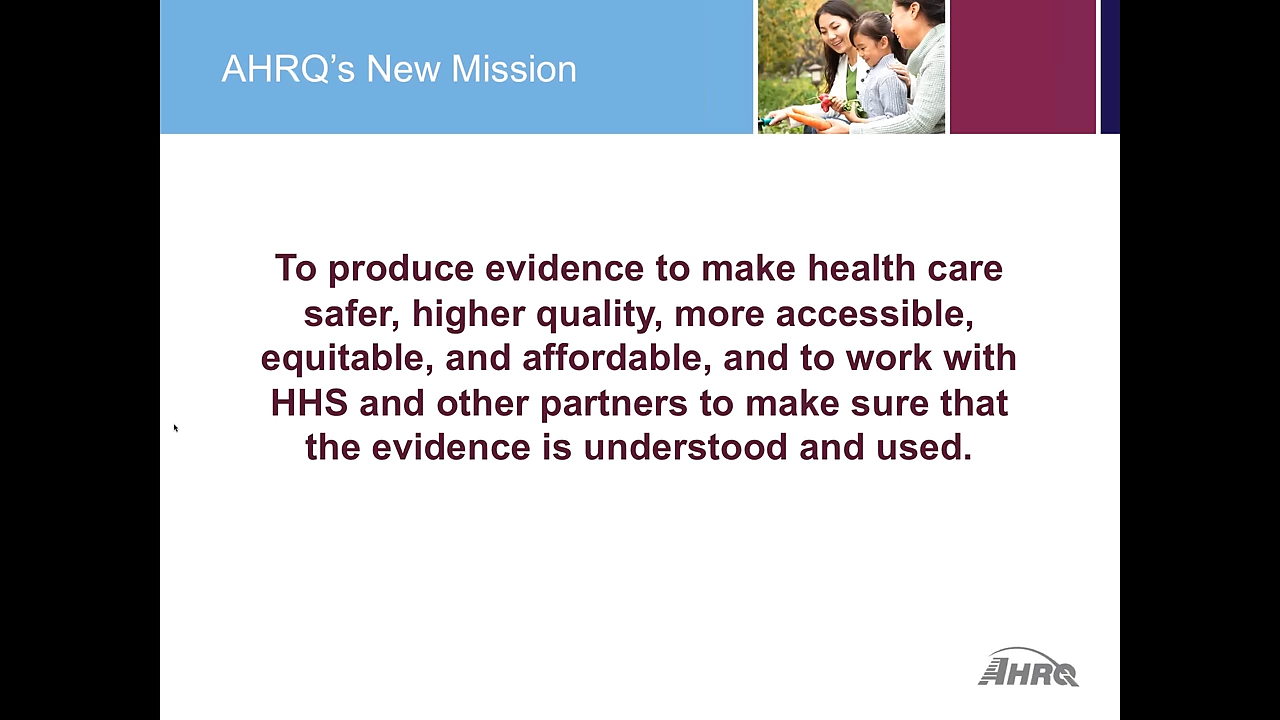 AHRQ’s New Mission
To produce evidence to make health care
safer, higher quality, more accessible,
equitable, and affordable, and to work with
HHS and other partners to make sure that
the evidence is understood and used.
AHRQ